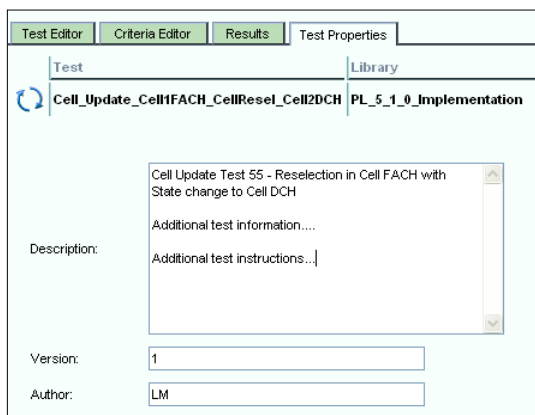 Test Editor Criteria Editor Results Test Properties
Test Library
Cell_Update_Cell1FACH_CellResel_Cell2DCH PL_5_1_0_Implementation
Cell Update Test 55 - Reselection in Cell FACH with
State change to Cell DCH
Additional test information....
Description:
Additional test instructions...
Version: 1
Author: LM